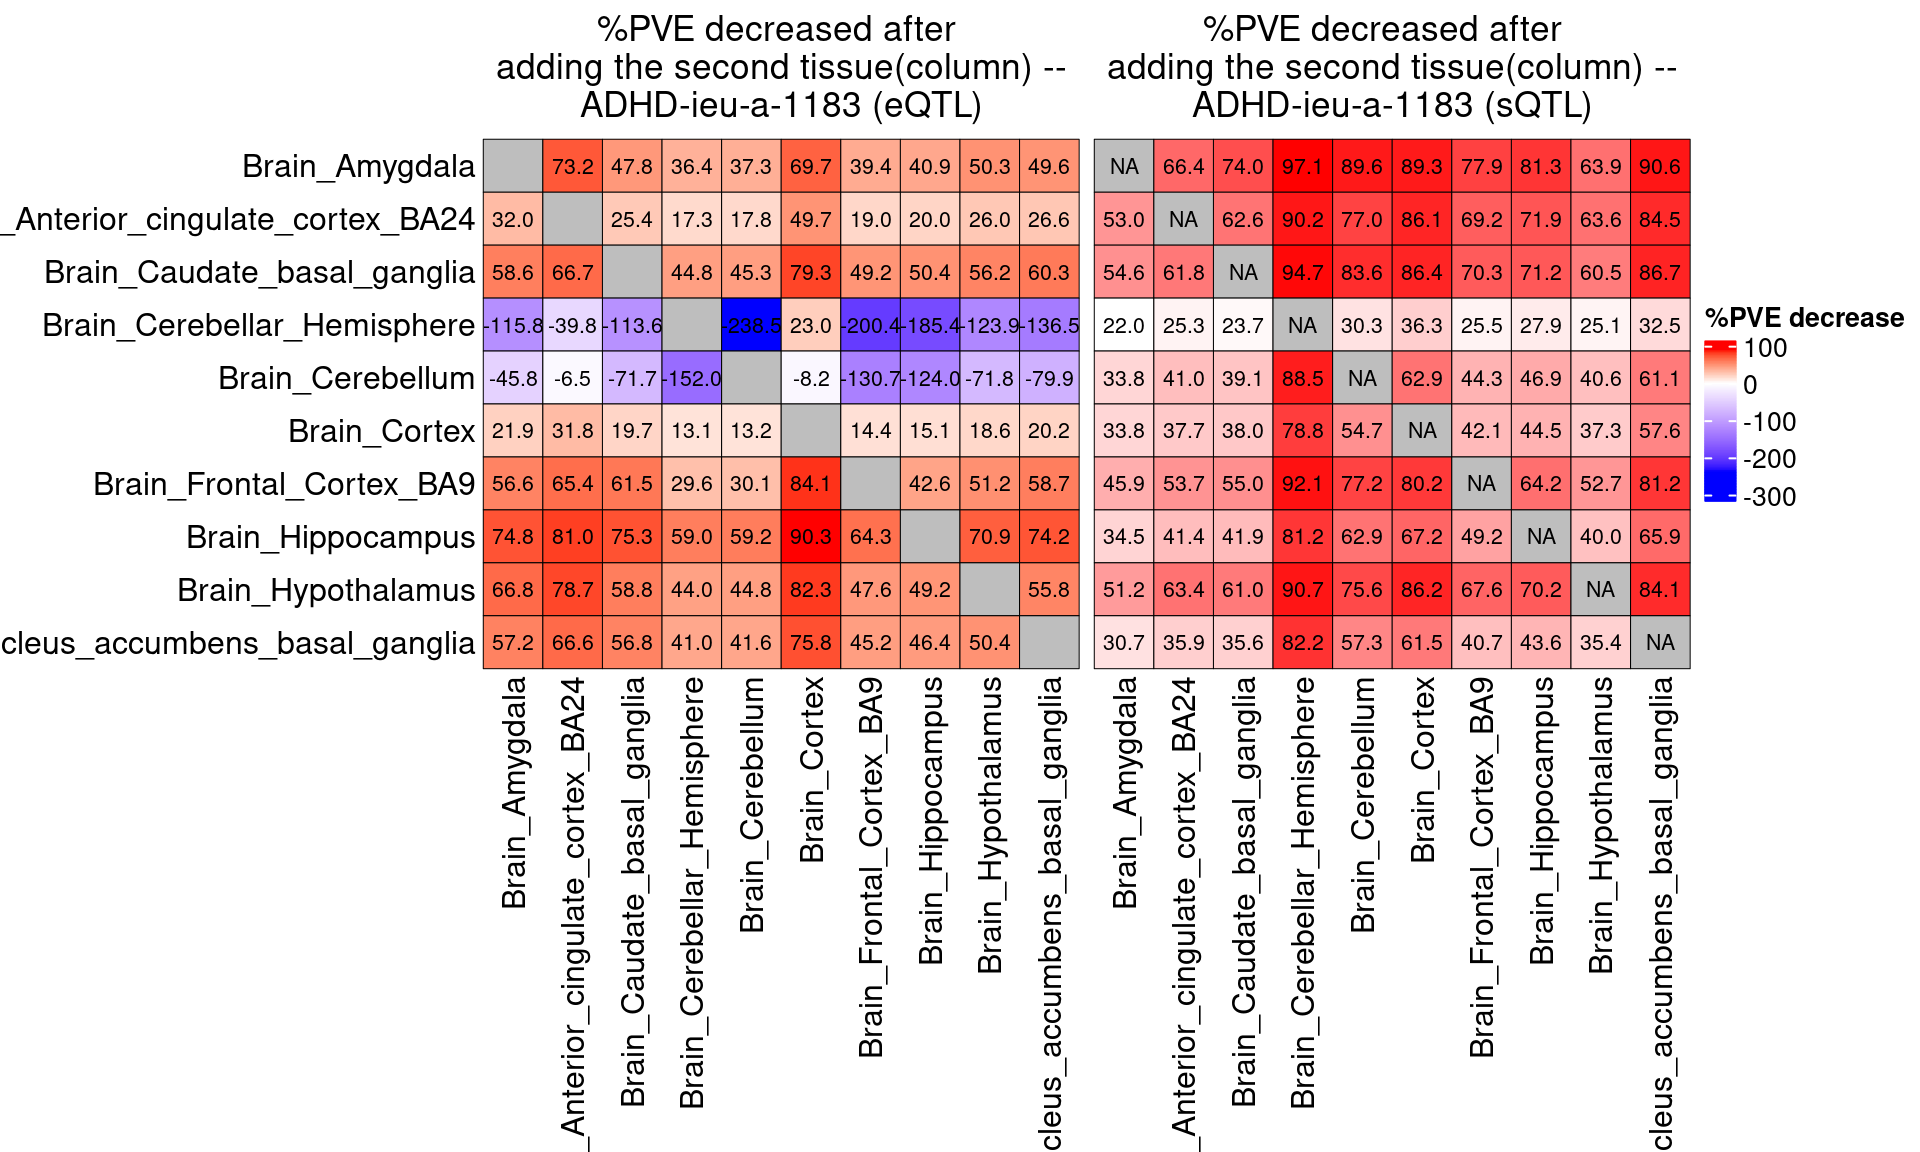 %PVE decreased after
adding the second tissue(column) --
ADHD-ieu-a-1183 (eQTL)
%PVE decreased after
adding the second tissue(column) --
ADHD-ieu-a-1183 (sQTL)
Brain_Amygdala 73.2 47.8 36.4 37.3 69.7 39.4 40.9 50.3 49.6 NA 66.4 74.0 97.1 89.6 89.3 77.9 81.3 63.9 90.6
_Anterior_cingulate_cortex_BA24 32.0 25.4 17.3 17.8 49.7 19.0 20.0 26.0 26.6 53.0 NA 62.6 90.2 77.0 86.1 69.2 71.9 63.6 84.5
Brain_Caudate_basal_ganglia 58.6 66.7 44.8 45.3 79.3 49.2 50.4 56.2 60.3 54.6 61.8 NA 94.7 83.6 86.4 70.3 71.2 60.5 86.7
Brain_Cerebellar_Hemisphere -115.8 -39.8 -113.6 -238.5 23.0 -200.4 -185.4 -123.9 -136.5 22.0 25.3 23.7 NA 30.3 36.3 25.5 27.9 25.1 32.5
Brain_Cerebellum -45.8 -6.5 -71.7 -152.0 -8.2 -130.7 -124.0 -71.8 -79.9 33.8 41.0 39.1 88.5 NA 62.9 44.3 46.9 40.6 61.1
Brain_Cortex 21.9 31.8 19.7 13.1 13.2 14.4 15.1 18.6 20.2 33.8 37.7 38.0 78.8 54.7 NA 42.1 44.5 37.3 57.6
Brain_Frontal_Cortex_BA9 56.6 65.4 61.5 29.6 30.1 84.1 42.6 51.2 58.7 45.9 53.7 55.0 92.1 77.2 80.2 NA 64.2 52.7 81.2
Brain_Hippocampus 74.8 81.0 75.3 59.0 59.2 90.3 64.3 70.9 74.2 34.5 41.4 41.9 81.2 62.9 67.2 49.2 NA 40.0 65.9
Brain_Hypothalamus 66.8 78.7 58.8 44.0 44.8 82.3 47.6 49.2 55.8 51.2 63.4 61.0 90.7 75.6 86.2 67.6 70.2 NA 84.1
cleus_accumbens_basal_ganglia 57.2 66.6 56.8 41.0 41.6 75.8 45.2 46.4 50.4 30.7 35.9 35.6 82.2 57.3 61.5 40.7 43.6 35.4 NA
Brain_Amygdala
_Anterior_cingulate_cortex_BA24
Brain_Caudate_basal_ganglia
Brain_Cerebellar_Hemisphere
Brain_Cerebellum
Brain_Cortex
Brain_Frontal_Cortex_BA9
Brain_Hippocampus
Brain_Hypothalamus
cleus_accumbens_basal_ganglia
Brain_Amygdala
_Anterior_cingulate_cortex_BA24
Brain_Caudate_basal_ganglia
Brain_Cerebellar_Hemisphere
Brain_Cerebellum
Brain_Cortex
Brain_Frontal_Cortex_BA9
Brain_Hippocampus
Brain_Hypothalamus
cleus_accumbens_basal_ganglia
%PVE decrease
100
0
-100
-200
-300